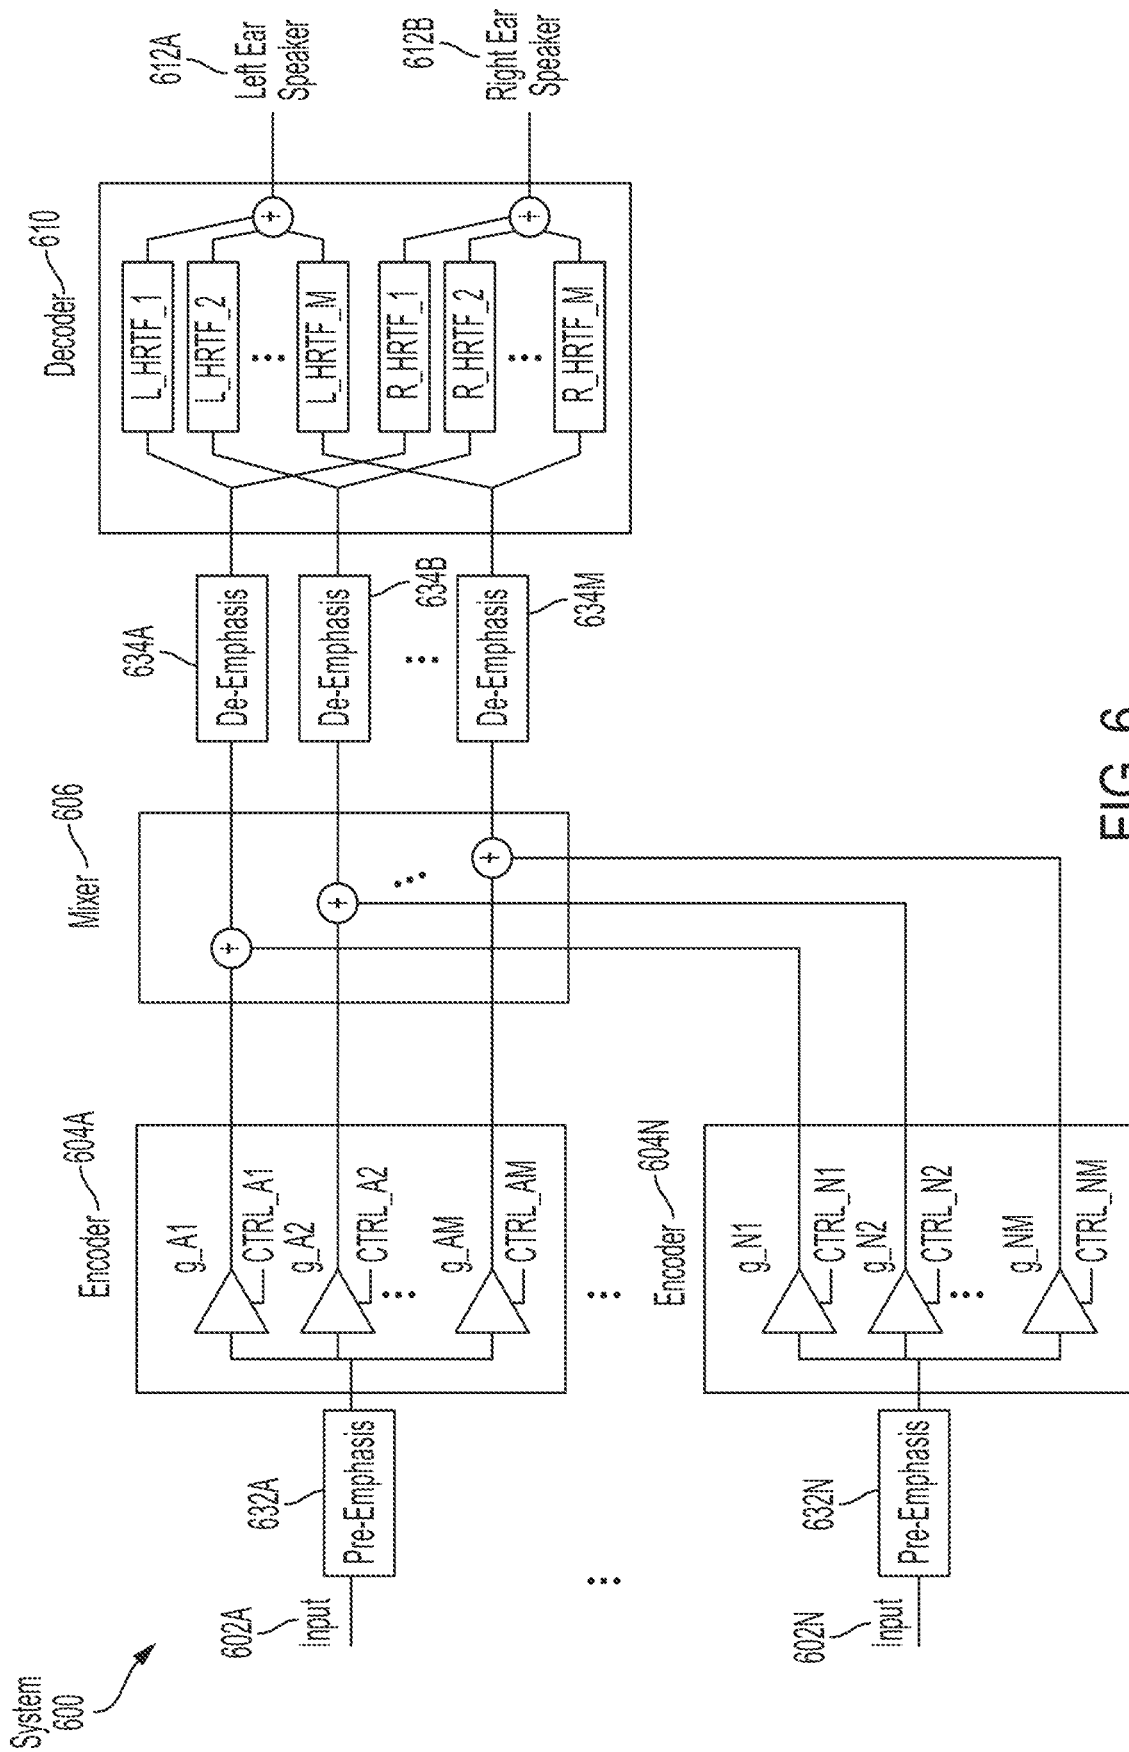 System
600
602A
Input
632A
Pre-Emphasis
Encoder 604A
g_A1
CTRL_A1
g_A2
CTRL_A2
g_AM
CTRL_AM
602N
Input
632N
Pre-Emphasis
Encoder 604N
g_N1
CTRL_N1
g_N2
CTRL_N2
g_NM
CTRL_NM
Mixer 606
634A
De-Emphasis
De-Emphasis
634B
De-Emphasis
634M
Decoder 610
L_HRTF_1
L_HRTF_2
L_HRTF_M
R_HRTF_1
R_HRTF_2
R_HRTF_M
612A
Left Ear
Speaker
612B
Right Ear
Speaker
FIG. 6